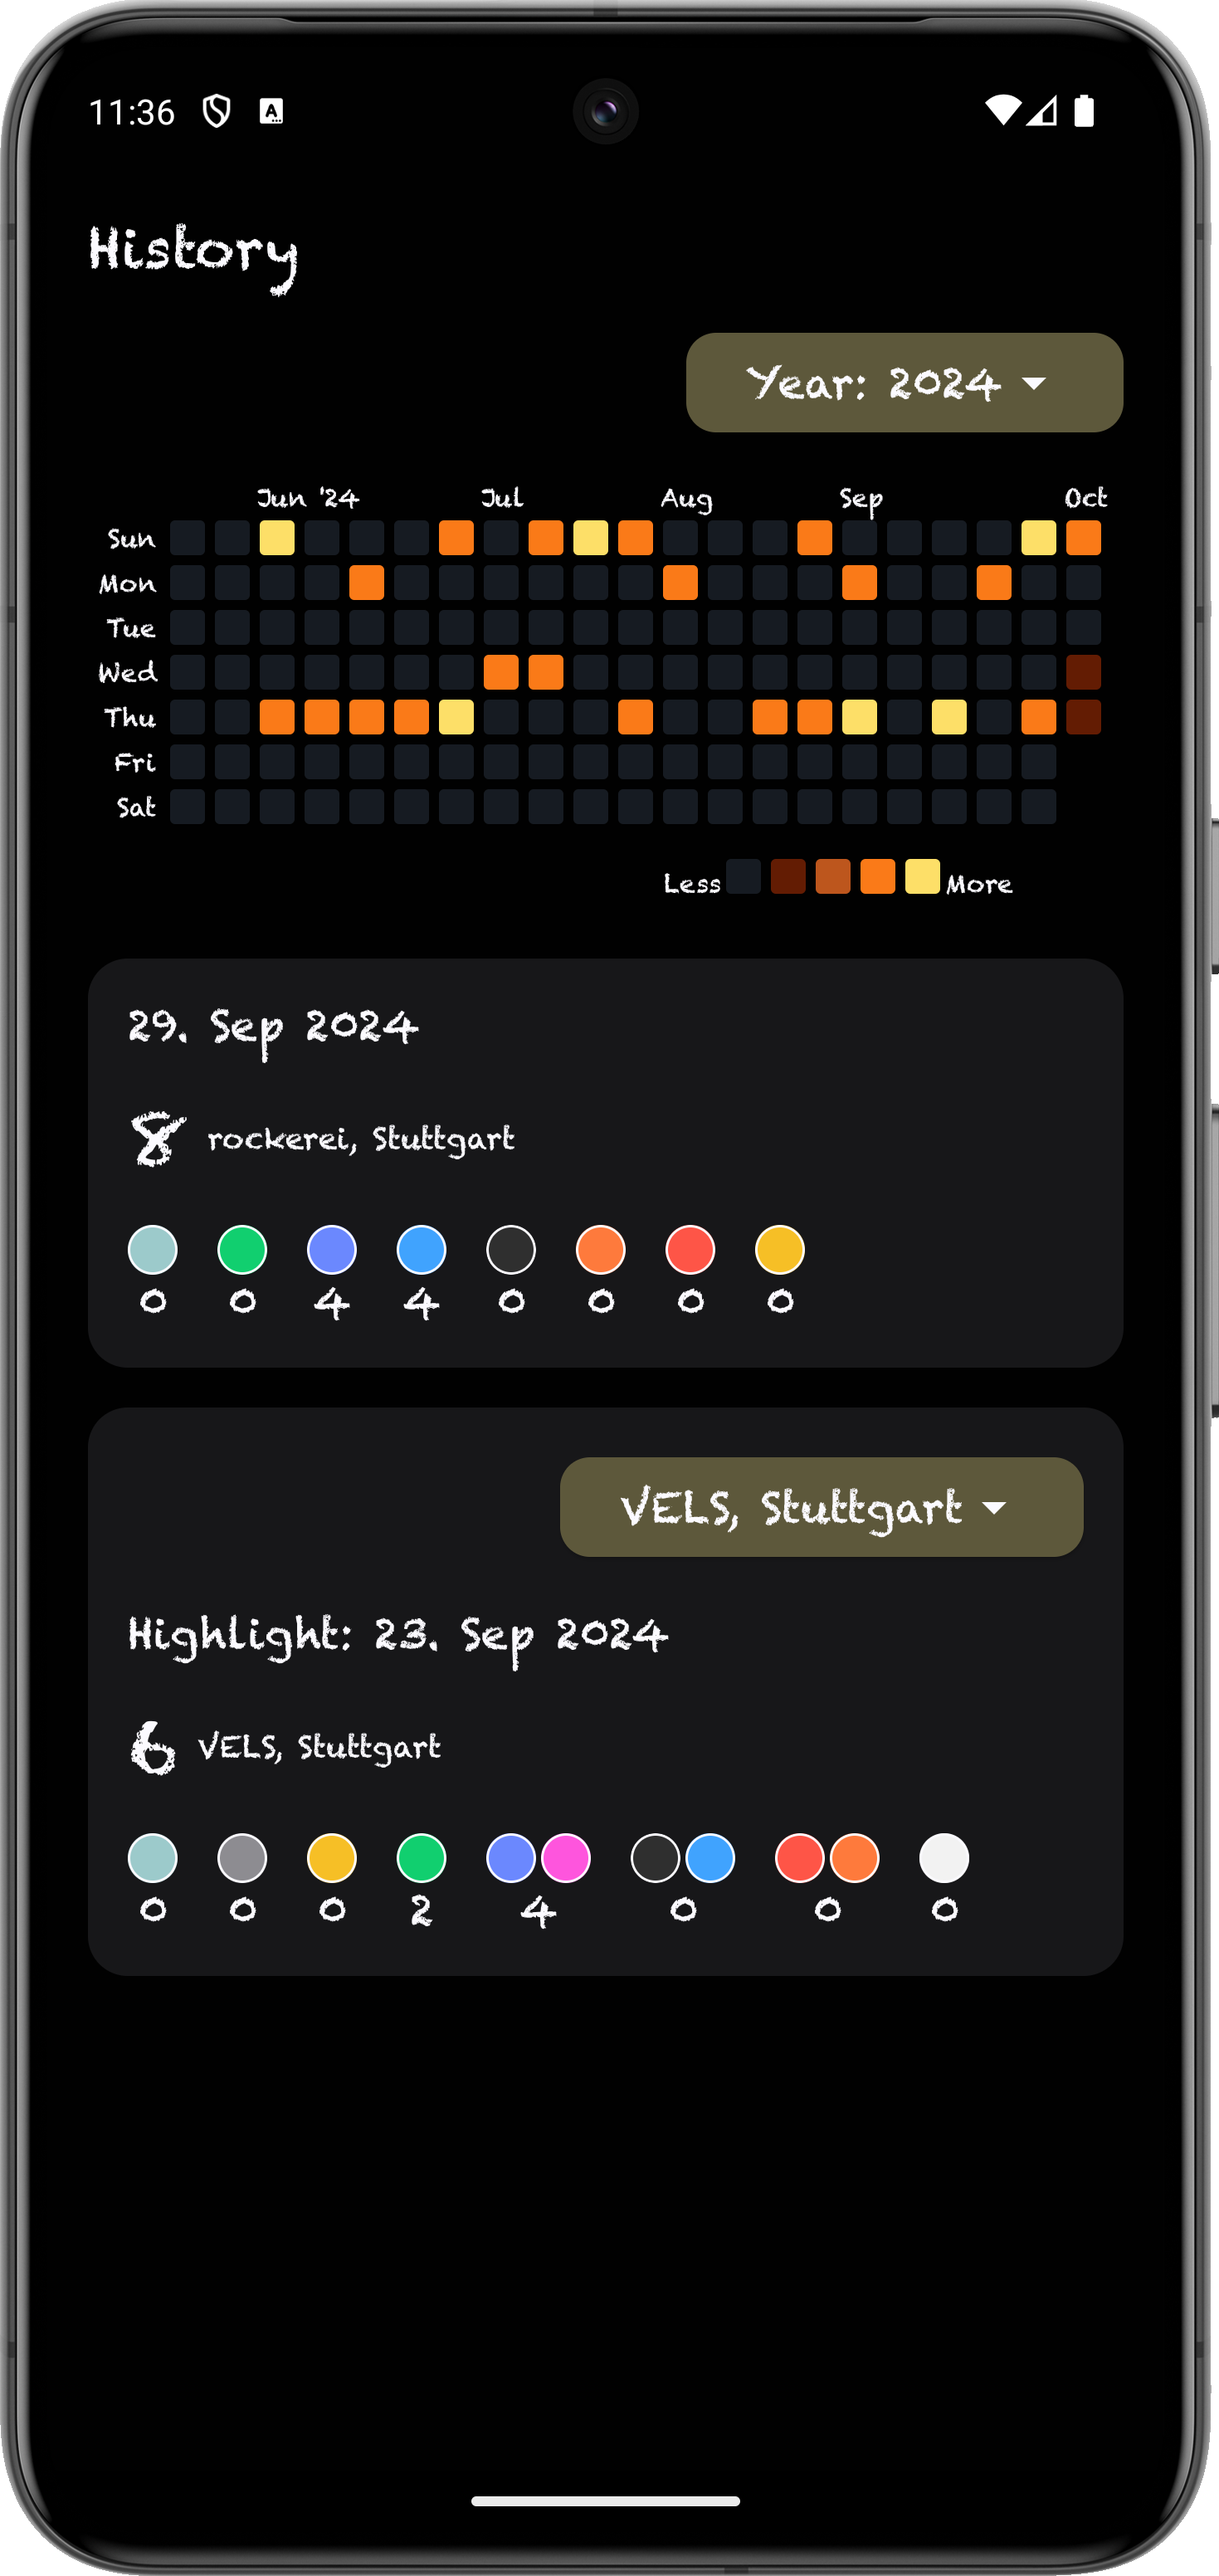 11:36 A
History
Year: 2024
Jun '24 Jul Aug Sep Oct
Sun
Mon
Tue
Wed
Thu
Fri
Sat
Less More
29. Sep 2024
8 rockerei, Stuttgart
0 0 4 4 0 0 0 0
VELS, Stuttgart
Highlight: 23. Sep 2024
6 VELS, Stuttgart
0 0 0 2 4 0 0 0